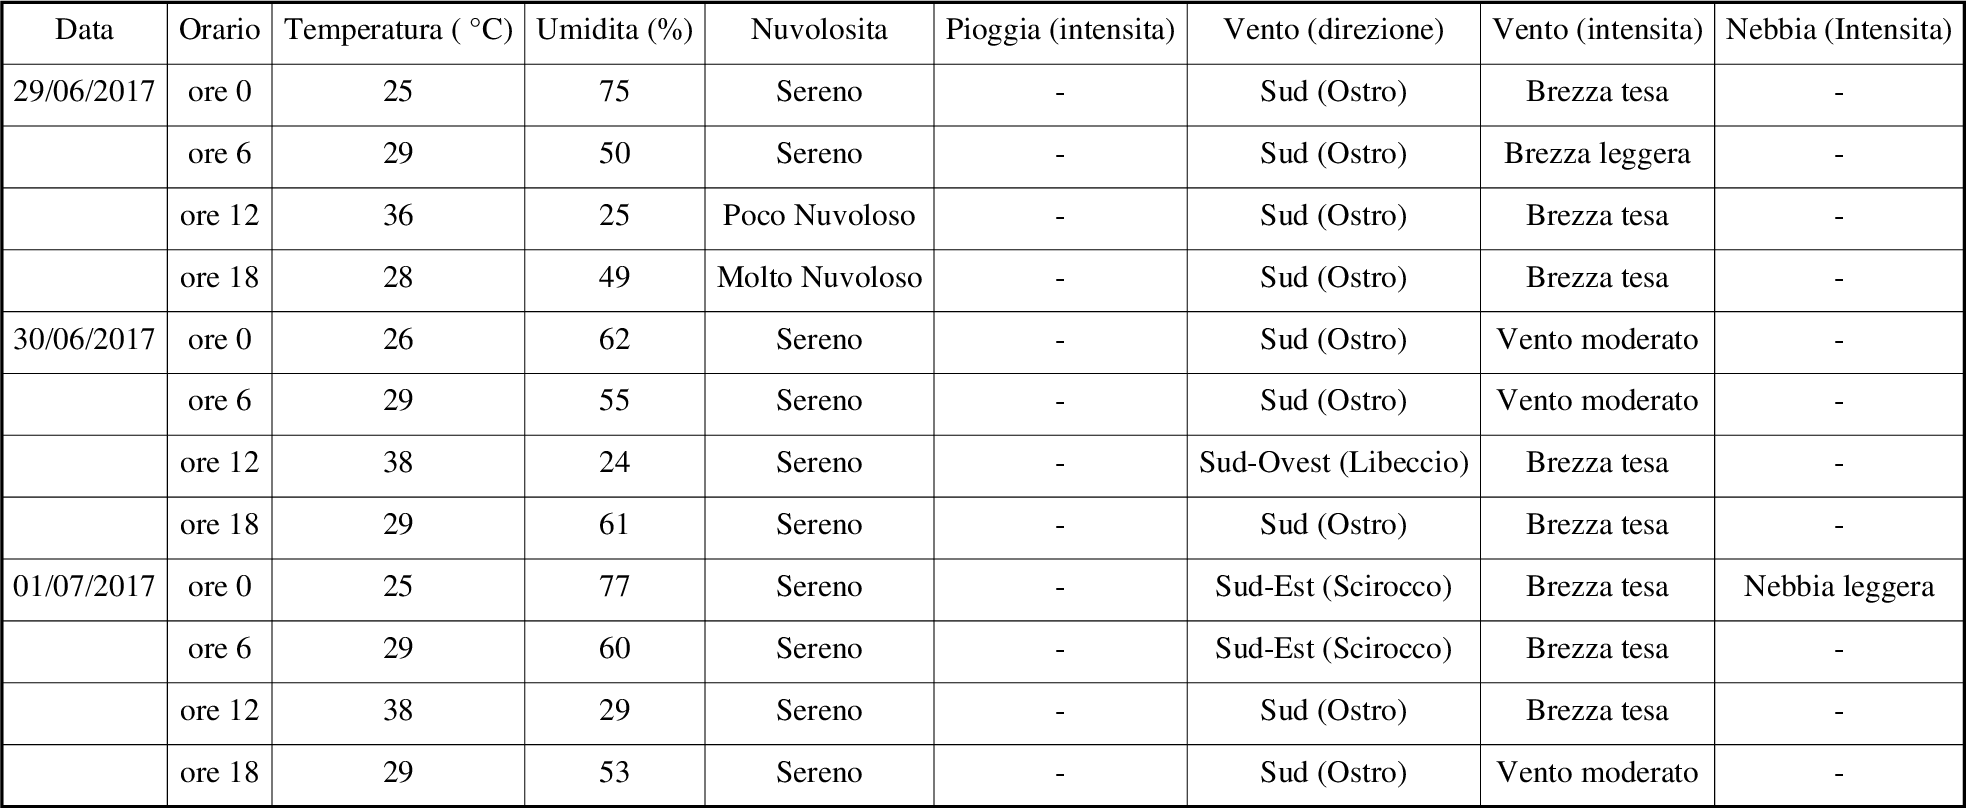 Data Orario Temperatura ( °C) Umidita (%) Nuvolosita Pioggia (intensita) Vento (direzione) Vento (intensita) Nebbia (Intensita)
29/06/2017 ore 0 25 75 Sereno - Sud (Ostro) Brezza tesa -
ore 6 29 50 Sereno - Sud (Ostro) Brezza leggera -
ore 12 36 25 Poco Nuvoloso - Sud (Ostro) Brezza tesa -
ore 18 28 49 Molto Nuvoloso - Sud (Ostro) Brezza tesa -
30/06/2017 ore 0 26 62 Sereno - Sud (Ostro) Vento moderato -
ore 6 29 55 Sereno - Sud (Ostro) Vento moderato -
ore 12 38 24 Sereno - Sud-Ovest (Libeccio) Brezza tesa -
ore 18 29 61 Sereno - Sud (Ostro) Brezza tesa -
01/07/2017 ore 0 25 77 Sereno - Sud-Est (Scirocco) Brezza tesa Nebbia leggera
ore 6 29 60 Sereno - Sud-Est (Scirocco) Brezza tesa -
ore 12 38 29 Sereno - Sud (Ostro) Brezza tesa -
ore 18 29 53 Sereno - Sud (Ostro) Vento moderato -